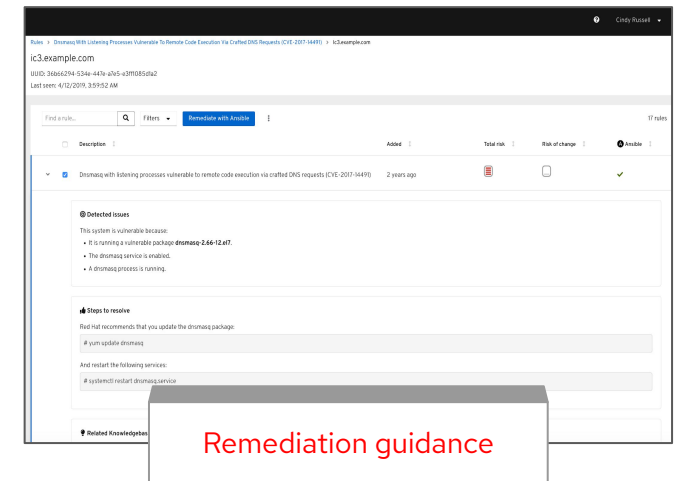 Cindy Russell
Rules > Dnsmasq With Listening Processes Vulnerable To Remote Code Execution Via Crafted DNS Requests (CVE-2017-14491) > ic3.example.com
ic3.example.com
UUID: 36b66294-534e-447e-a7e5-e3ff1085dfa2
Last seen: 4/12/2019, 3:59:52 AM
Find a rule... Filters Remediate with Ansible 17 rules
Description Added Total risk Risk of change Ansible
Dnsmasq with listening processes vulnerable to remote code execution via crafted DNS requests (CVE-2017-14491) 2 years ago
Detected issues
This system is vulnerable because:
• It is running a vulnerable package dnsmasq-2.66-12.el7.
• The dnsmasq service is enabled.
• A dnsmasq process is running.
Steps to resolve
Red Hat recommends that you update the dnsmasq package:
# yum update dnsmasq
And restart the following services:
# systemctl restart dnsmasq.service
Related Knowledgebas
Remediation guidance